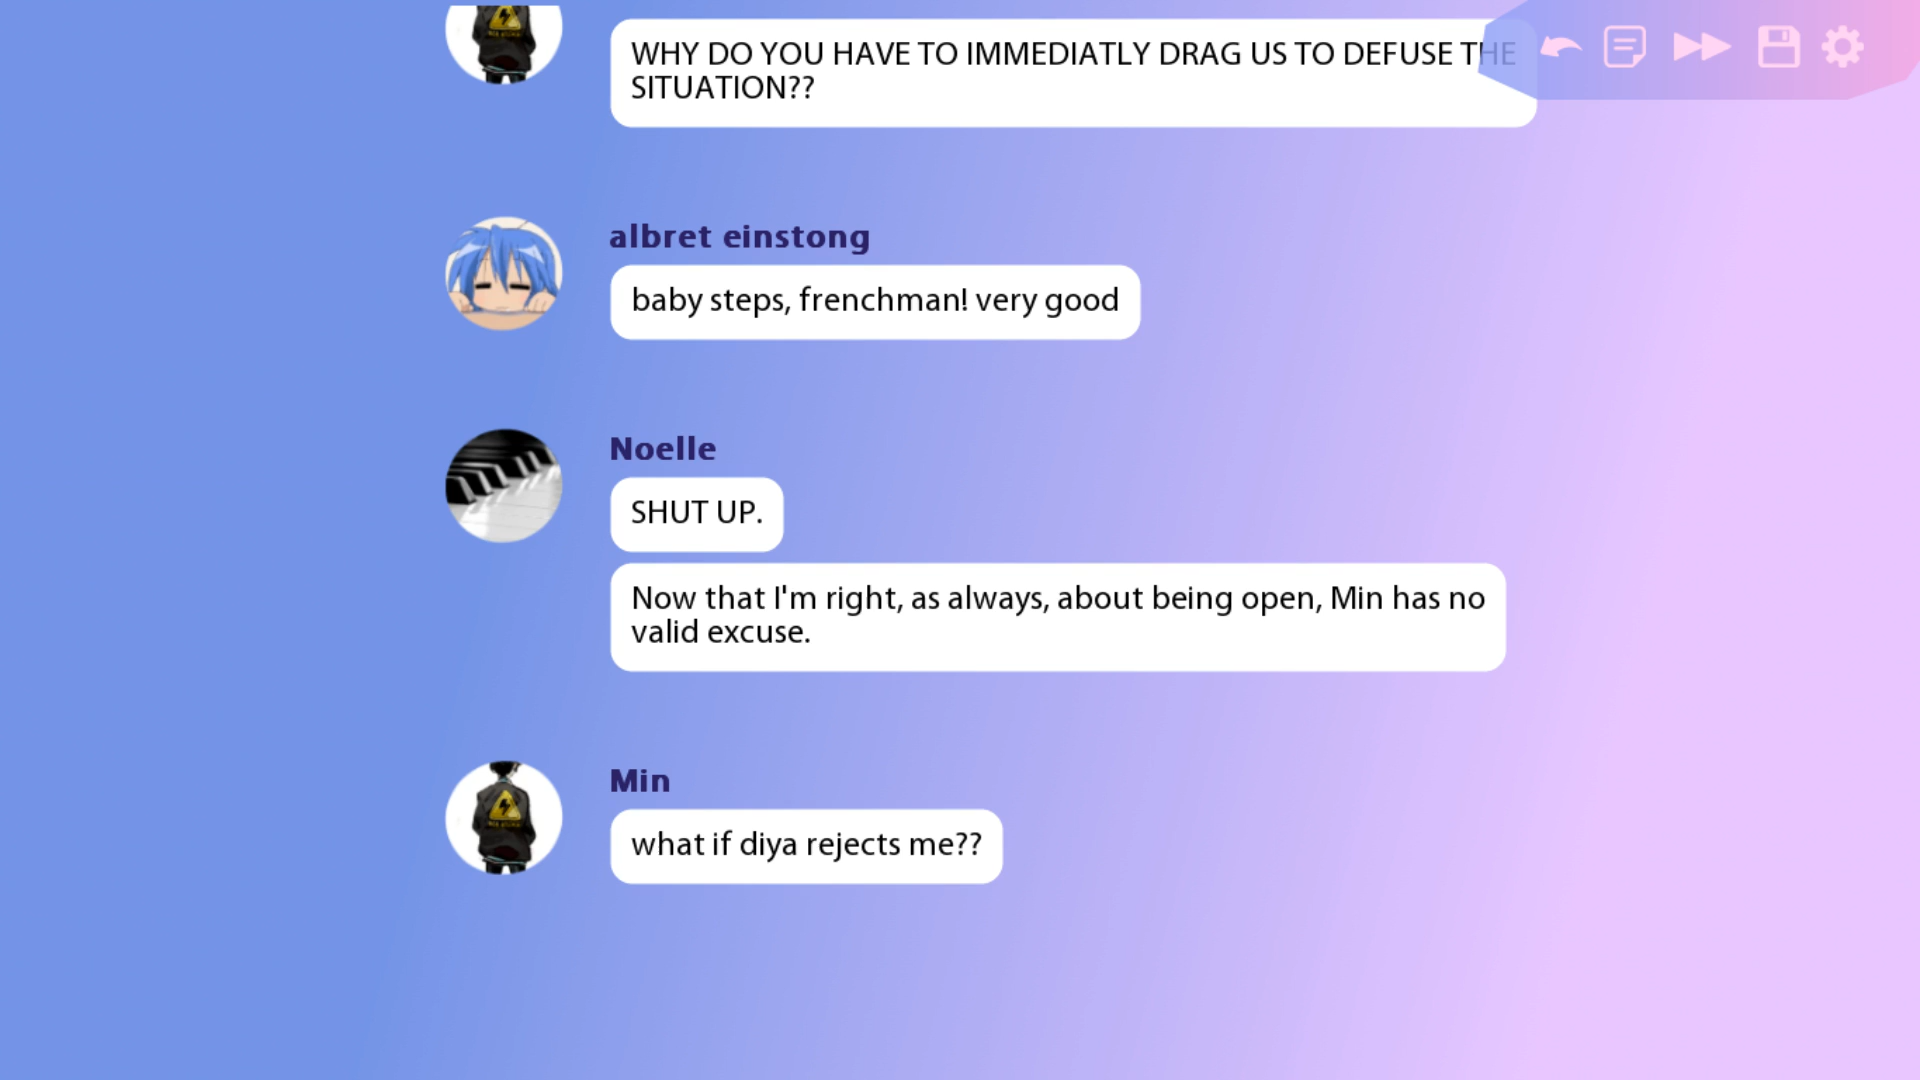 WHY DO YOU HAVE TO IMMEDIATLY DRAG US TO DEFUSE THE
SITUATION??
albret einstong
baby steps, frenchman! very good
Noelle
SHUT UP.
Now that I'm right, as always, about being open, Min has no
valid excuse.
Min
what if diya rejects me??